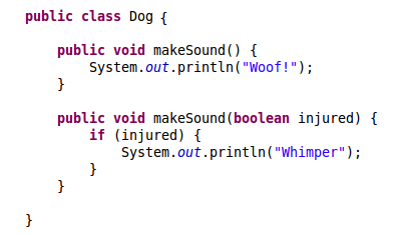 public class Dog {
public void makeSound() {
System.out.println("Woof!");
}
public void makeSound(boolean injured) {
if (injured) {
System.out.println("Whimper");
}
}
}